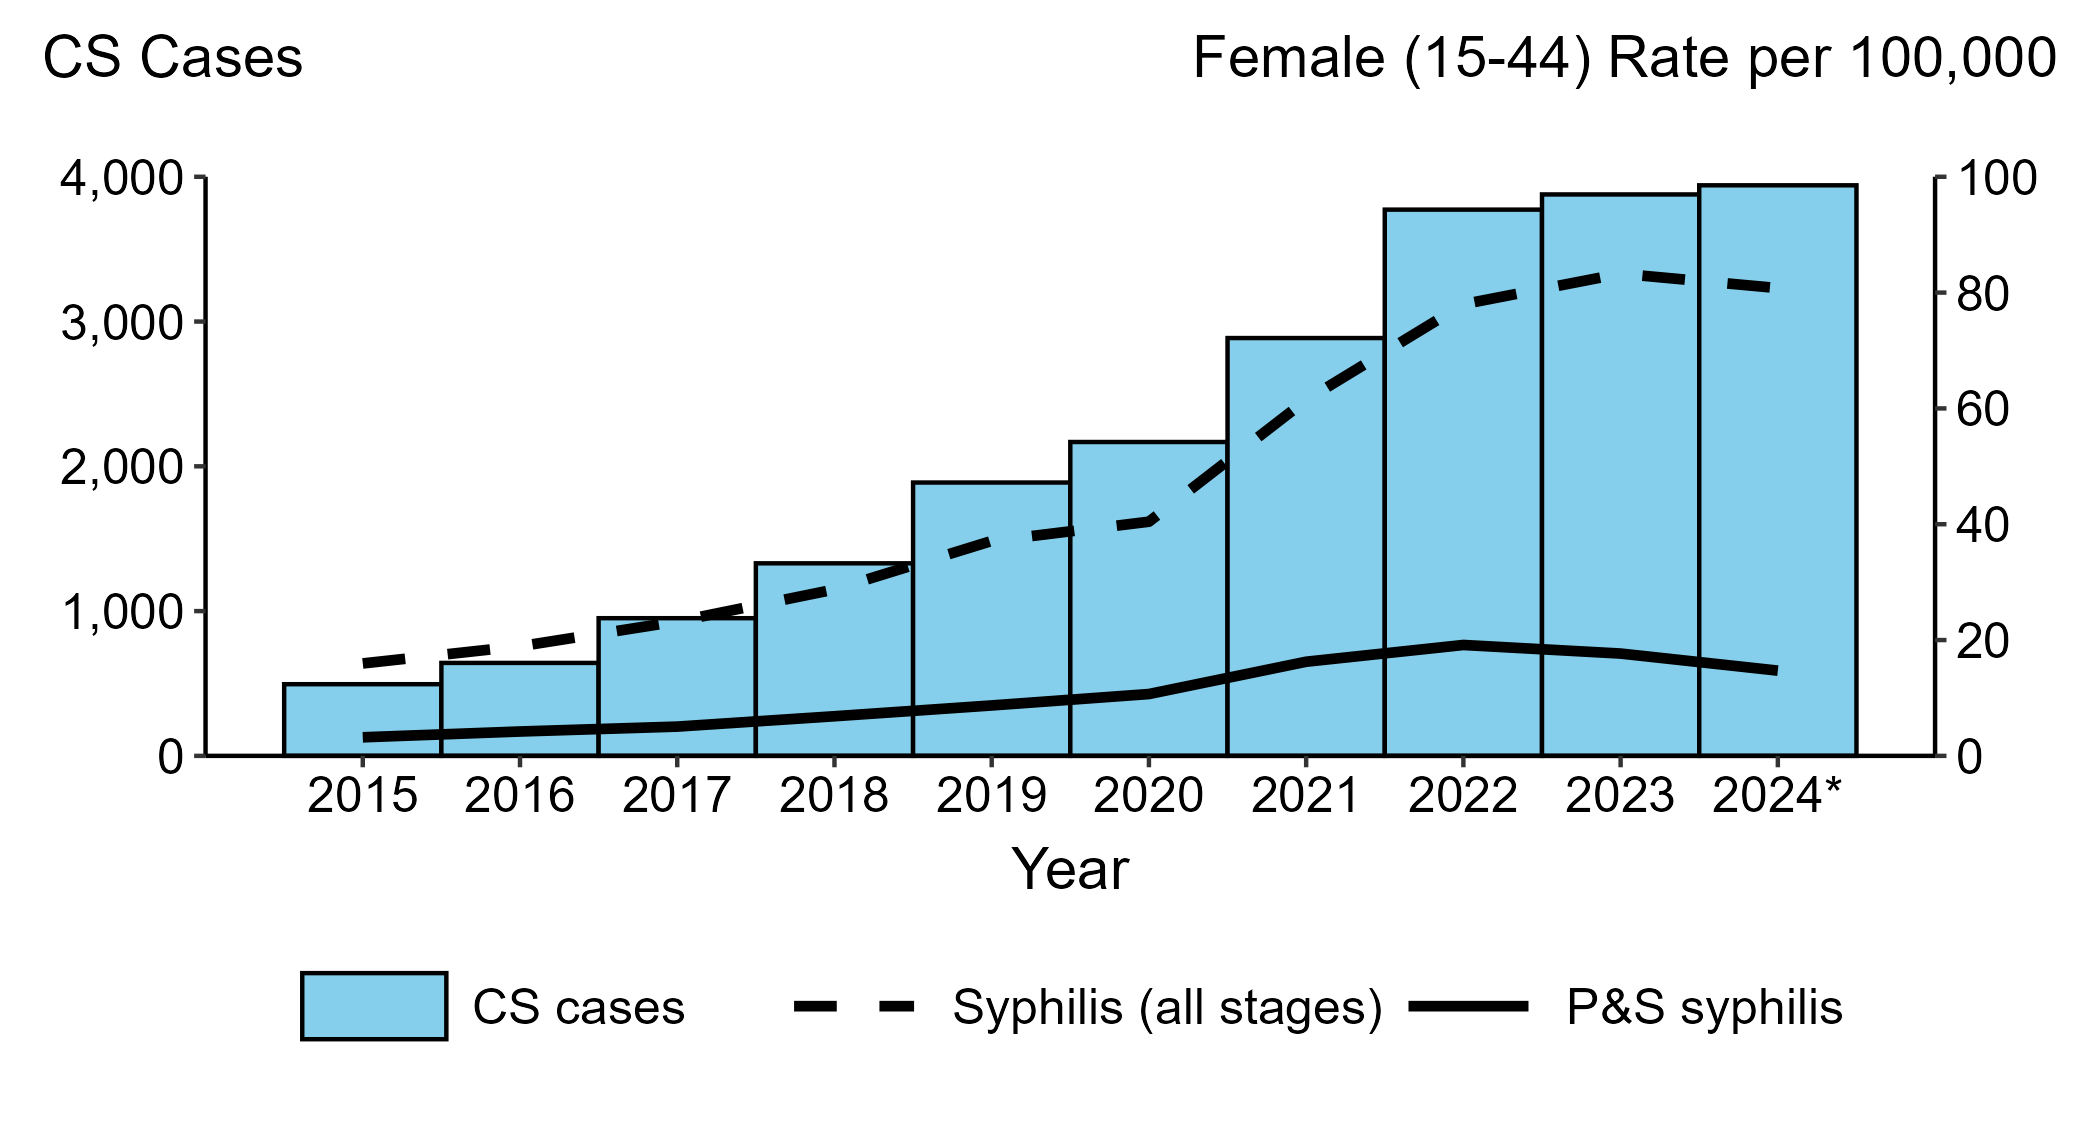 CS Cases
Female (15-44) Rate per 100,000
4,000
3,000
2,000
1,000
0
100
80
60
40
20
0
2015 2016 2017 2018 2019 2020 2021 2022 2023 2024*
Year
CS cases
Syphilis (all stages)
P&S syphilis